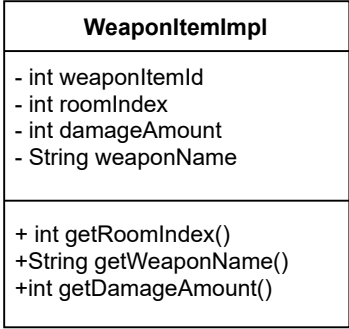 WeaponItemImpl
- int weaponItemId
- int roomIndex
- int damageAmount
- String weaponName
+ int getRoomIndex()
+String getWeaponName()
+int getDamageAmount()